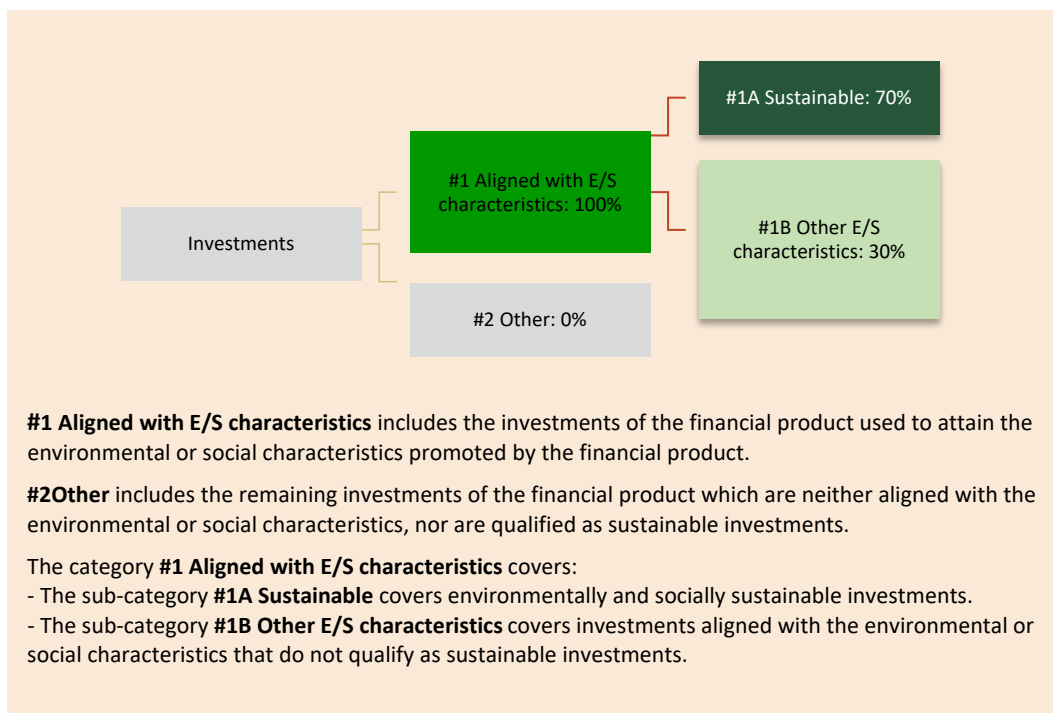 #1A Sustainable: 70%
#1 Aligned with E/S
characteristics: 100%
Investments
#1B Other E/S
characteristics: 30%
#2 Other: 0%
#1 Aligned with E/S characteristics includes the investments of the financial product used to attain the
environmental or social characteristics promoted by the financial product.
#2Other includes the remaining investments of the financial product which are neither aligned with the
environmental or social characteristics, nor are qualified as sustainable investments.
The category #1 Aligned with E/S characteristics covers:
- The sub-category #1A Sustainable covers environmentally and socially sustainable investments.
- The sub-category #1B Other E/S characteristics covers investments aligned with the environmental or
social characteristics that do not qualify as sustainable investments.